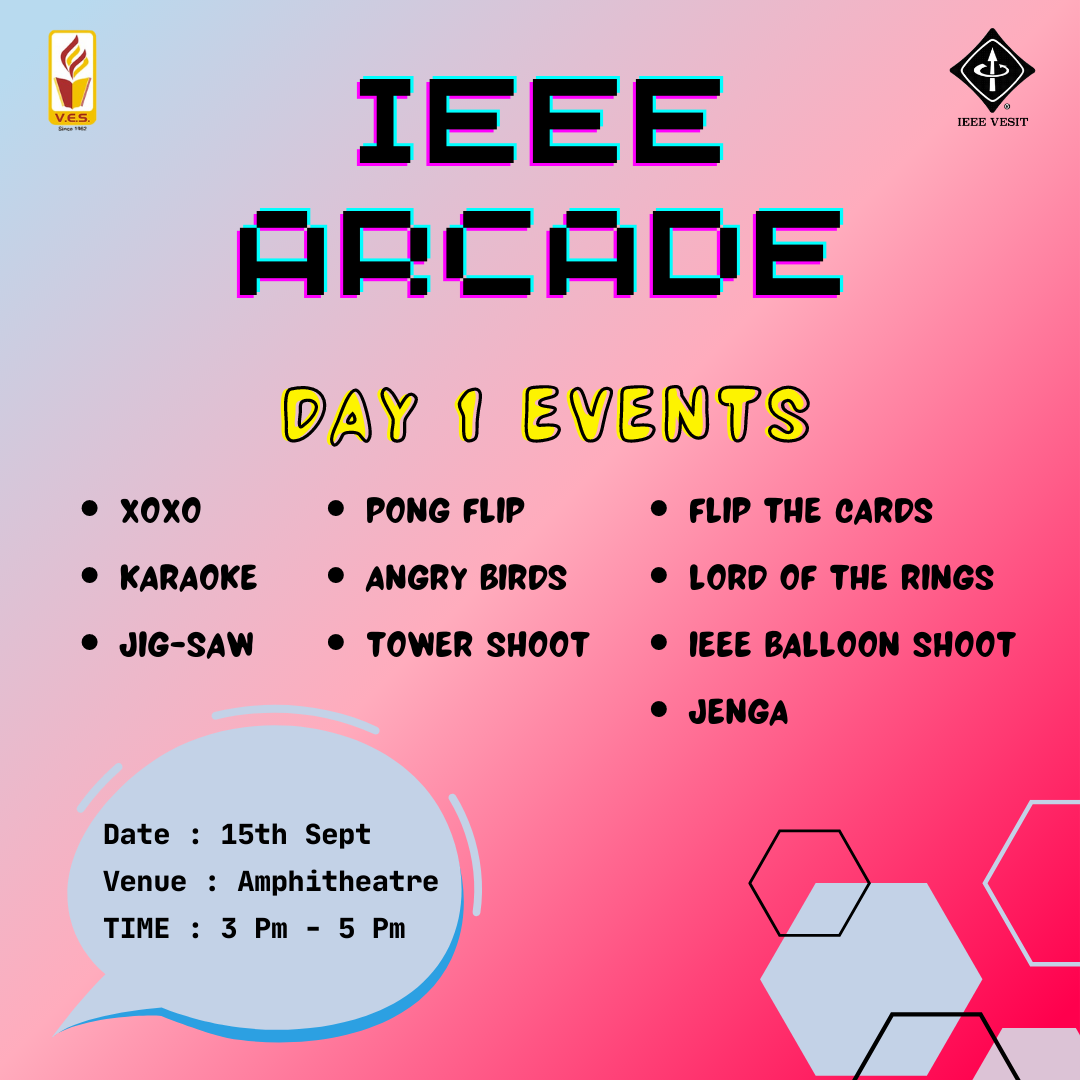 V.E.S.
Since 1962
IEEE VESIT
IEEE
ARCADE
DAY 1 EVENTS
XOXO
KARAOKE
JIG-SAW
PONG FLIP
ANGRY BIRDS
TOWER SHOOT
FLIP THE CARDS
LORD OF THE RINGS
IEEE BALLOON SHOOT
JENGA
Date : 15th Sept
Venue : Amphitheatre
TIME : 3 Pm - 5 Pm